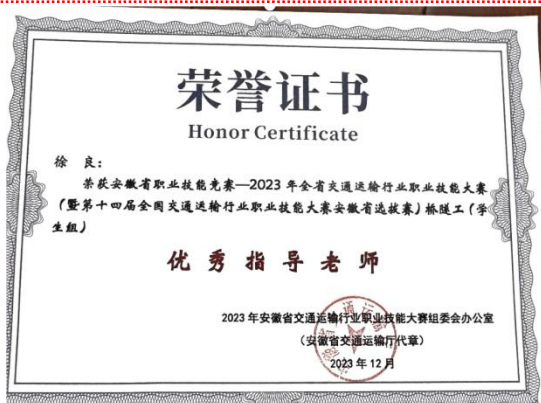 荣誉证书
Honor Certificate
徐 良：
荣获安徽省职业技能竞赛—2023 年全省交通运输行业职业技能大赛
（暨第十四届全国交通运输行业职业技能大赛安徽省选拔赛）桥隧工（学
生组）
优秀指导老师
2023 年安徽省交通运输行业职业技能大赛组委会办公室
（安徽省交通运输厅代章）
2023 年 12 月